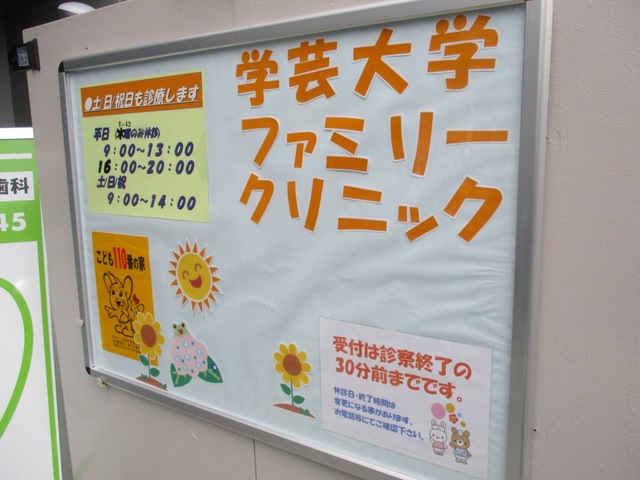 学芸大学
ファミリー
クリニック
●土/日/祝日も診療します
平日(木曜のみ休診)
9:00〜13:00
16:00〜20:00
土/日/祝
9:00〜14:00
こども110番の家
受付は診察終了の
30分前までです。
休診日・終了時間は
変更になる事があります。
お電話等にてご確認下さい。
歯科
45